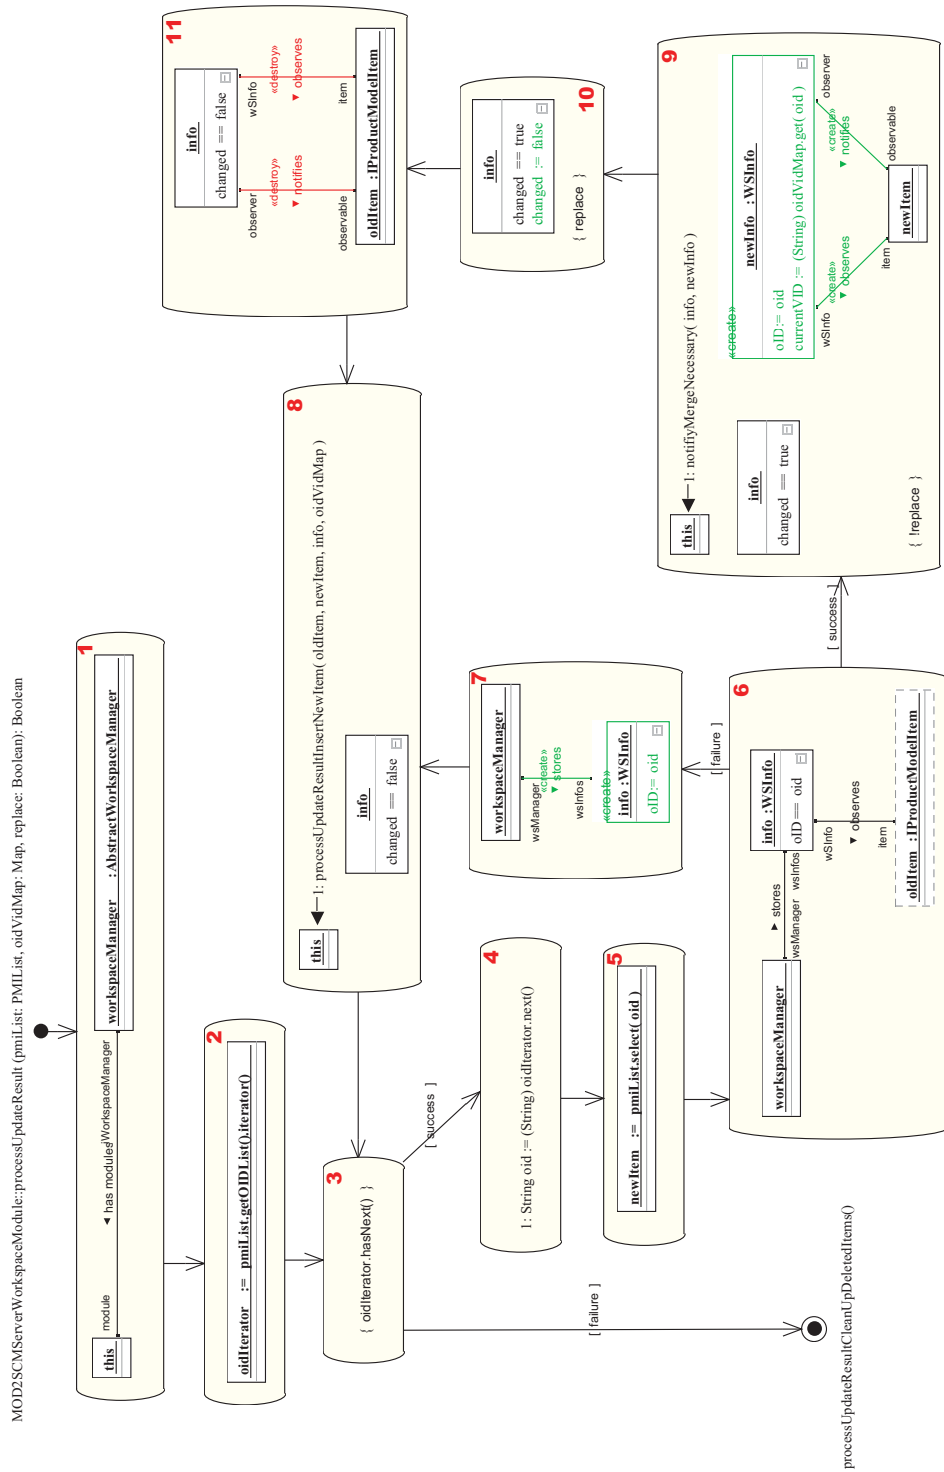 MOD2SCMServerWorkspaceModule::processUpdateResult (pmiList: PMIList, oidVidMap: Map, replace: Boolean): Boolean
1
this
module
◄ has modules
/WorkspaceManager
workspaceManager :AbstractWorkspaceManager
2
oidIterator := pmiList.getOIDList().iterator()
3
{ oidIterator.hasNext() }
[ success ]
[ failure ]
processUpdateResultCleanUpDeletedItems()
4
1: String oid := (String) oidIterator.next()
5
newItem := pmiList.select( oid )
6
workspaceManager
► stores
wsManager wsInfos
info :WSInfo
oID== oid
wSInfo
▼ observes
item
oldItem :IProductModelItem
[ failure ]
[ success ]
7
workspaceManager
wsManager
«create»
▼ stores
wsInfos
«create»
info :WSInfo
oID:= oid
8
this
1: processUpdateResultInsertNewItem( oldItem, newItem, info, oidVidMap )
info
changed == false
9
this
1: notifiyMergeNecessary( info, newInfo )
info
changed == true
{ !replace }
«create»
newInfo :WSInfo
oID:= oid
currentVID := (String) oidVidMap.get( oid )
wSInfo
«create»
▼ observes
item
observer
«create»
▼ notifies
observable
newItem
10
info
changed == true
changed := false
{ replace }
11
info
changed == false
observer
«destroy»
▼ notifies
observable
wSInfo
«destroy»
▼ observes
item
oldItem :IProductModelItem